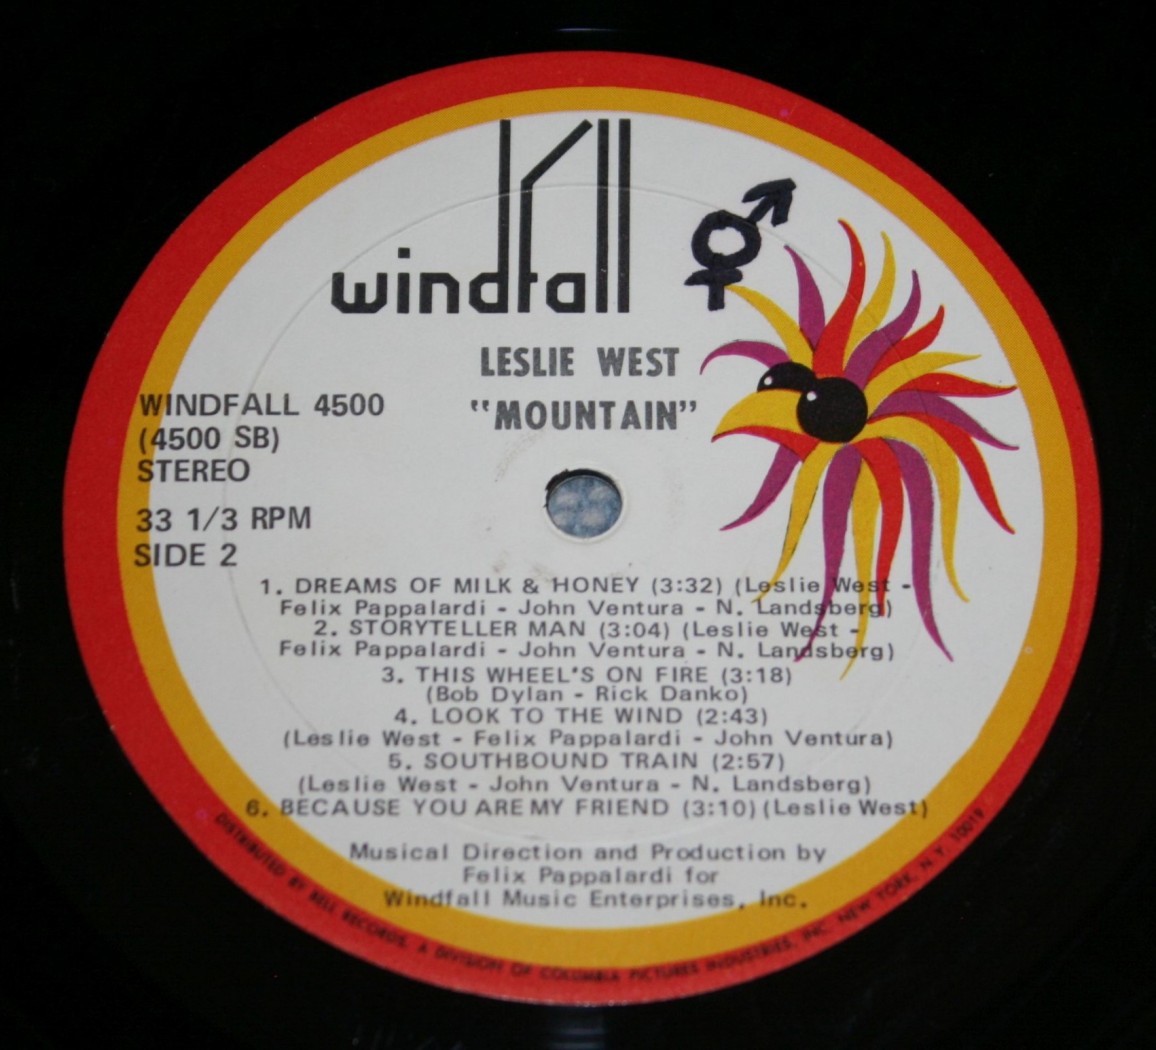 windfall
LESLIE WEST
"MOUNTAIN"
WINDFALL 4500
(4500 SB)
STEREO
33 1/3 RPM
SIDE 2
1. DREAMS OF MILK & HONEY (3:32) (Leslie West -
Felix Pappalardi - John Ventura - N. Landsberg)
2. STORYTELLER MAN (3:04) (Leslie West -
Felix Pappalardi - John Ventura - N. Landsberg)
3. THIS WHEEL'S ON FIRE (3:18)
(Bob Dylan - Rick Danko)
4. LOOK TO THE WIND (2:43)
(Leslie West - Felix Pappalardi - John Ventura)
5. SOUTHBOUND TRAIN (2:57)
(Leslie West - John Ventura - N. Landsberg)
6. BECAUSE YOU ARE MY FRIEND (3:10) (Leslie West)
Musical Direction and Production by
Felix Pappalardi for
Windfall Music Enterprises, Inc.
DISTRIBUTED BY BELL RECORDS, A DIVISION OF COLUMBIA PICTURES INDUSTRIES, INC. NEW YORK, N.Y. 10019